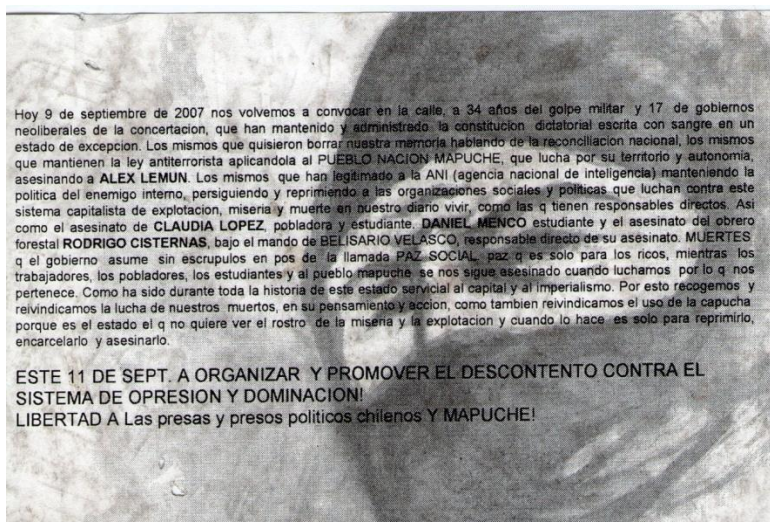 Hoy 9 de septiembre de 2007 nos volvemos a convocar en la calle, a 34 años del golpe militar y 17 de gobiernos
neoliberales de la concertacion, que han mantenido y administrado la constitucion dictatorial escrita con sangre en un
estado de excepcion. Los mismos que quisieron borrar nuestra memoria hablando de la reconciliacion nacional, los mismos
que mantienen la ley antiterrorista aplicandola al PUEBLO NACION MAPUCHE, que lucha por su territorio y autonomia,
asesinando a ALEX LEMUN. Los mismos que han legitimado a la ANI (agencia nacional de inteligencia) manteniendo la
politica del enemigo interno, persiguiendo y reprimiendo a las organizaciones sociales y politicas que luchan contra este
sistema capitalista de explotacion, miseria y muerte en nuestro diario vivir, como las q tienen responsables directos. Asi
como el asesinato de CLAUDIA LOPEZ, pobladora y estudiante. DANIEL MENCO estudiante y el asesinato del obrero
forestal RODRIGO CISTERNAS, bajo el mando de BELISARIO VELASCO, responsable directo de su asesinato. MUERTES
q el gobierno asume sin escrupulos en pos de la llamada PAZ SOCIAL, paz q es solo para los ricos, mientras los
trabajadores, los pobladores, los estudiantes y al pueblo mapuche se nos sigue asesinado cuando luchamos por lo q nos
pertenece. Como ha sido durante toda la historia de este estado servicial al capital y al imperialismo. Por esto recogemos y
reivindicamos la lucha de nuestros muertos, en su pensamiento y accion, como tambien reivindicamos el uso de la capucha
porque es el estado el q no quiere ver el rostro de la miseria y la explotacion y cuando lo hace es solo para reprimirlo,
encarcelarlo y asesinarlo.
ESTE 11 DE SEPT. A ORGANIZAR Y PROMOVER EL DESCONTENTO CONTRA EL
SISTEMA DE OPRESION Y DOMINACION!
LIBERTAD A Las presas y presos politicos chilenos Y MAPUCHE!